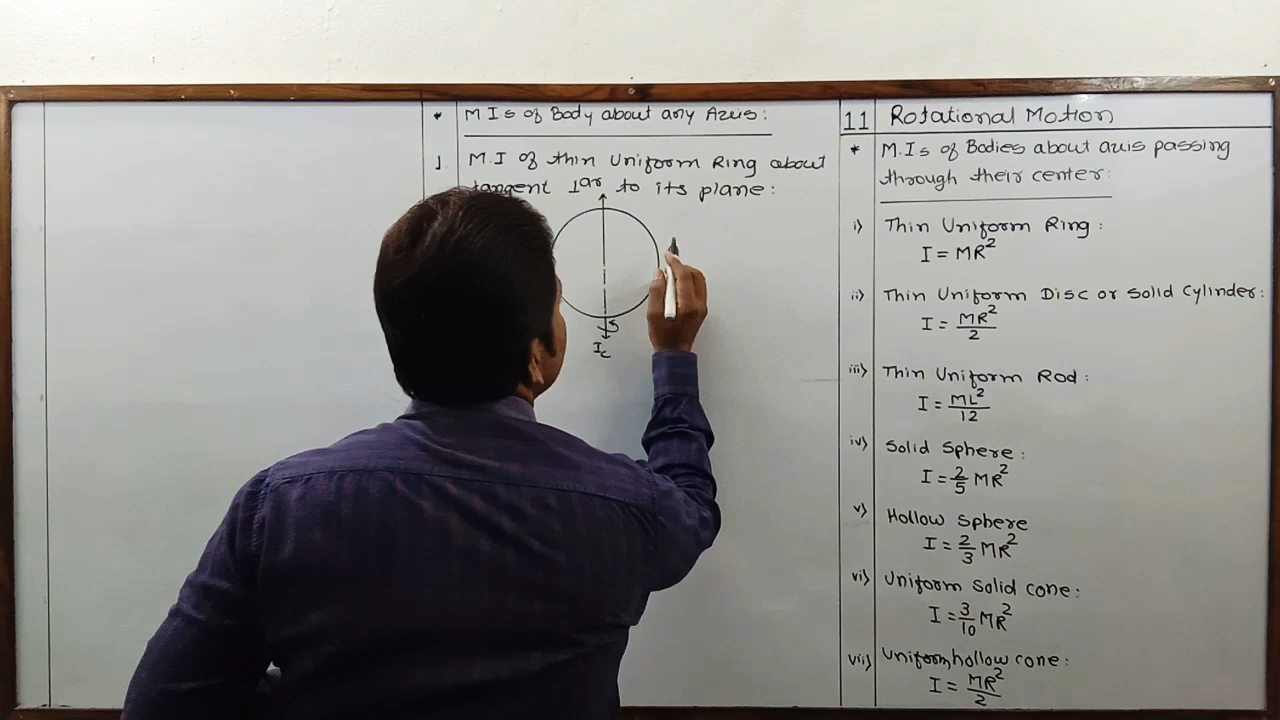 * M I s of Body about any Axis:
1 M.I of thin Uniform Ring about
tangent ⊥ar to its plane:
Ic
11 Rotational Motion
* M.Is of Bodies about axis passing
through their center:
i) Thin Uniform Ring:
I = MR²
ii) Thin Uniform Disc or Solid Cylinder:
I = MR²/2
iii) Thin Uniform Rod:
I = ML²/12
iv) Solid Sphere:
I = 2/5 MR²
v) Hollow Sphere
I = 2/3 MR²
vi) Uniform Solid cone:
I = 3/10 MR²
vii) Uniform hollow cone:
I = MR²/2